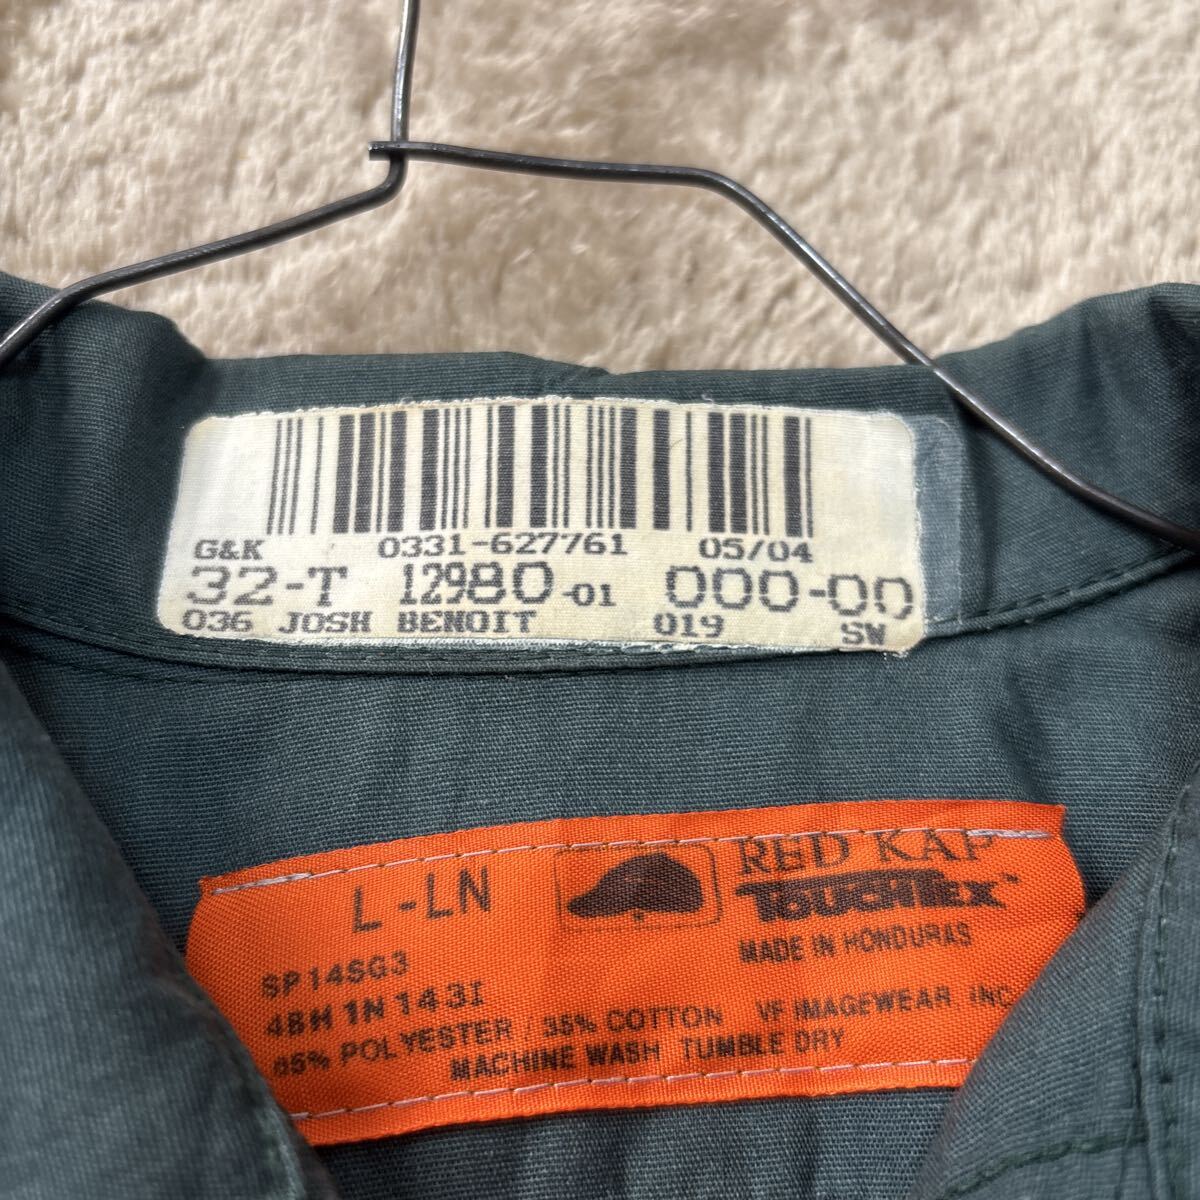 G&K 0331-627761 05/04
32-T 12980-01 000-00
036 JOSH BENOIT 019 SW
L-LN
RED KAP
TOUCHTEX™
MADE IN HONDURAS
SP14SG3
48H 1N 143I
65% POLYESTER / 35% COTTON VF IMAGEWEAR, INC
MACHINE WASH TUMBLE DRY